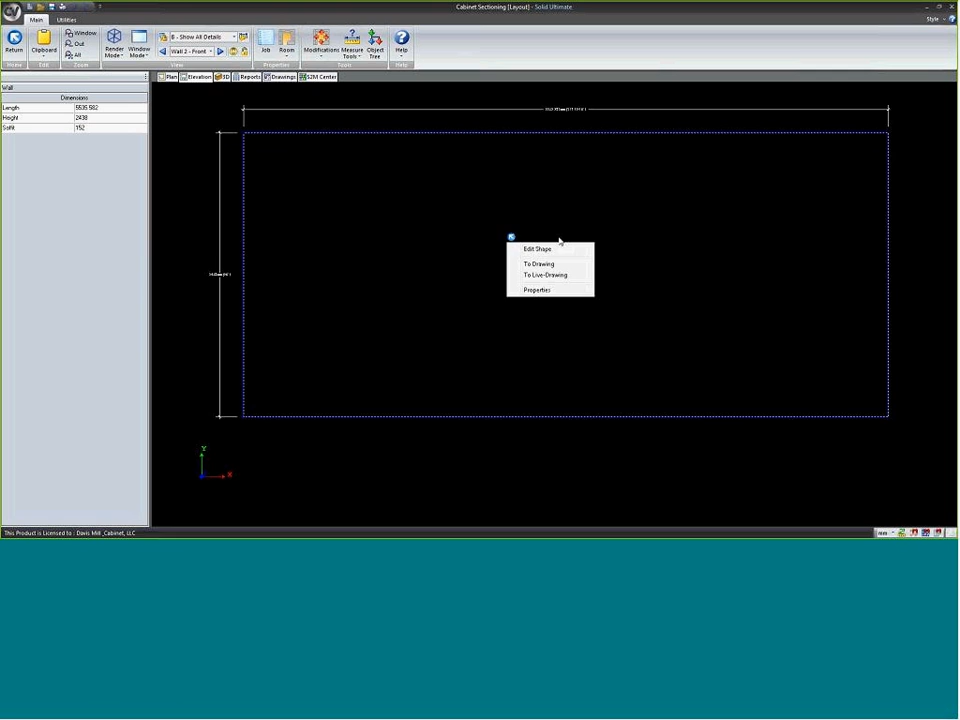 CV
Cabinet Sectioning [Layout] - Solid Ultimate
Main Utilities Style
Return Clipboard Window Out All Render Mode Window Mode B - Show All Details Wall 2 - Front Job Room Modifications Measure Tools Object Tree Help
Home Edit Zoom View Properties Tools Help
Plan Elevation 3D Reports Drawings S2M Center
Wall
Dimensions
Length 5535.582
Height 2438
Soffit 152
Edit Shape
To Drawing
To Live-Drawing
Properties
Y
X
This Product is Licensed to : Davis Mill_Cabinet, LLC
mm